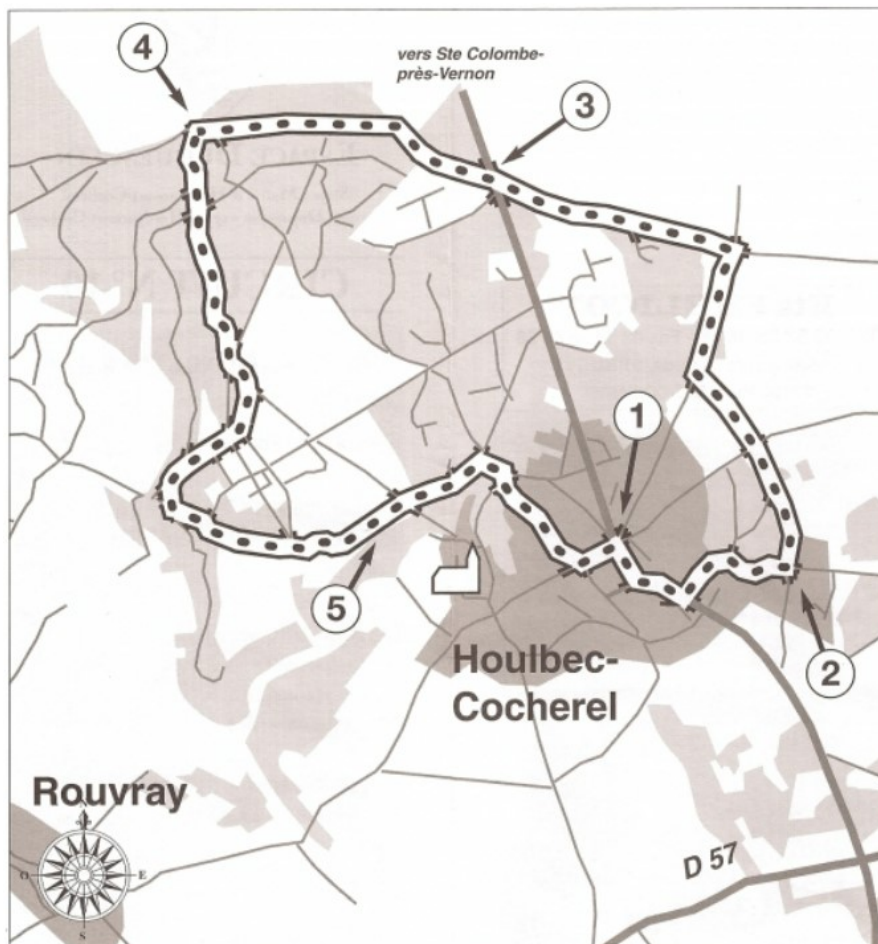 4
vers Ste Colombe-
près-Vernon
3
1
5
2
Houlbec-
Cocherel
Rouvray
D 57
O
E
S